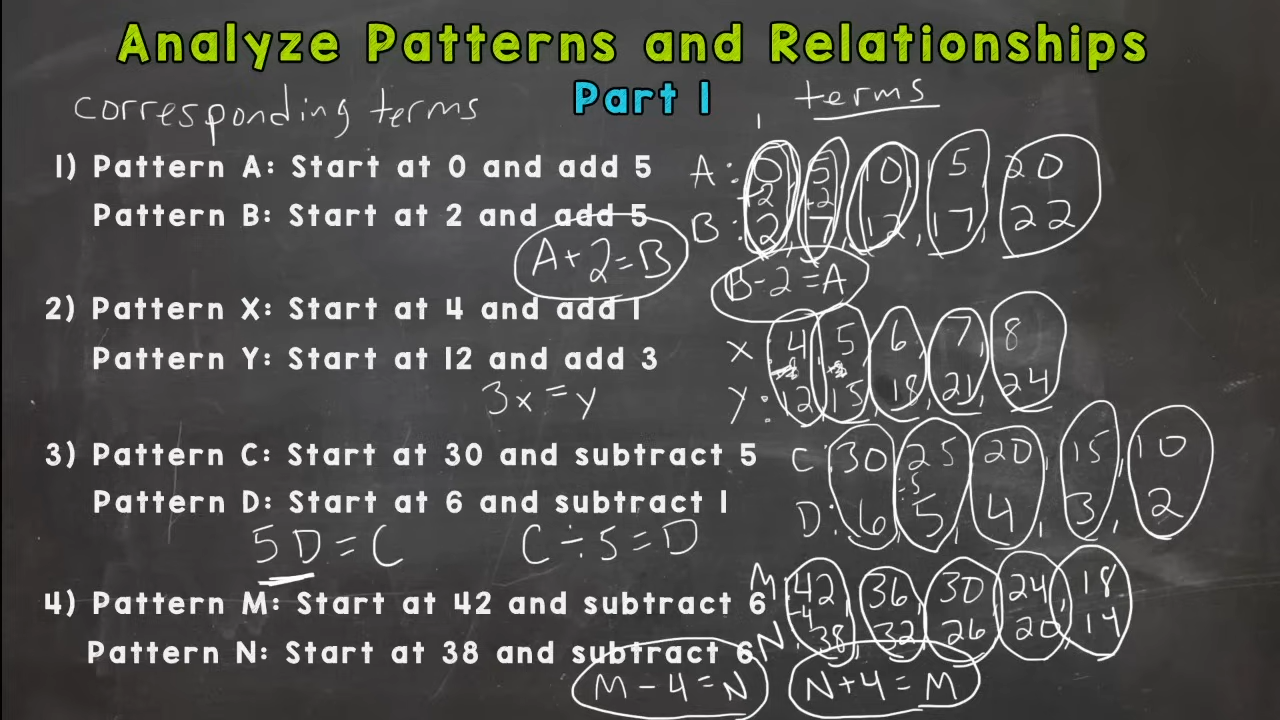 Analyze Patterns and Relationships
Part 1
corresponding terms
terms
1
1) Pattern A: Start at 0 and add 5
A: 0, 5, 10, 15, 20
+2 +2
Pattern B: Start at 2 and add 5
B: 2, 7, 12, 17, 22
A+2=B
B-2=A
2) Pattern X: Start at 4 and add 1
X 4, 5, 6, 7, 8
Pattern Y: Start at 12 and add 3
Y: 12, 15, 18, 21, 24
3x=y
3) Pattern C: Start at 30 and subtract 5
C: 30, 25, 20, 15, 10
÷5
Pattern D: Start at 6 and subtract 1
D: 6, 5, 4, 3, 2
5D=C
C÷5=D
4) Pattern M: Start at 42 and subtract 6
M: 42, 36, 30, 24, 18
-4
Pattern N: Start at 38 and subtract 6
N: 38, 32, 26, 20, 14
M-4=N
N+4=M